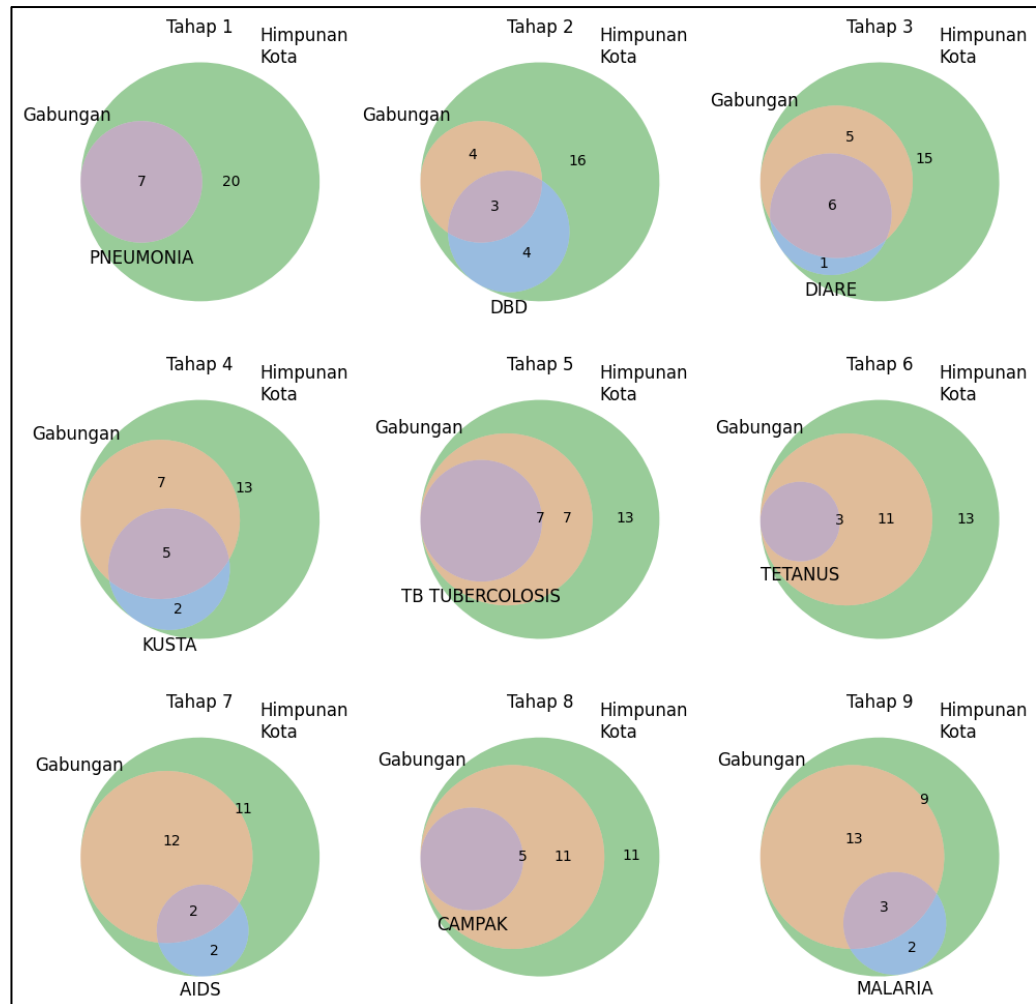 Tahap 1
Himpunan
Kota
Gabungan
7
20
PNEUMONIA
Tahap 2
Himpunan
Kota
Gabungan
4
16
3
4
DBD
Tahap 3
Himpunan
Kota
Gabungan
5
15
6
1
DIARE
Tahap 4
Himpunan
Kota
Gabungan
7
13
5
2
KUSTA
Tahap 5
Himpunan
Kota
Gabungan
7
7
13
TB TUBERCOLOSIS
Tahap 6
Himpunan
Kota
Gabungan
3
11
13
TETANUS
Tahap 7
Himpunan
Kota
Gabungan
11
12
2
2
AIDS
Tahap 8
Himpunan
Kota
Gabungan
5
11
11
CAMPAK
Tahap 9
Himpunan
Kota
Gabungan
9
13
3
2
MALARIA